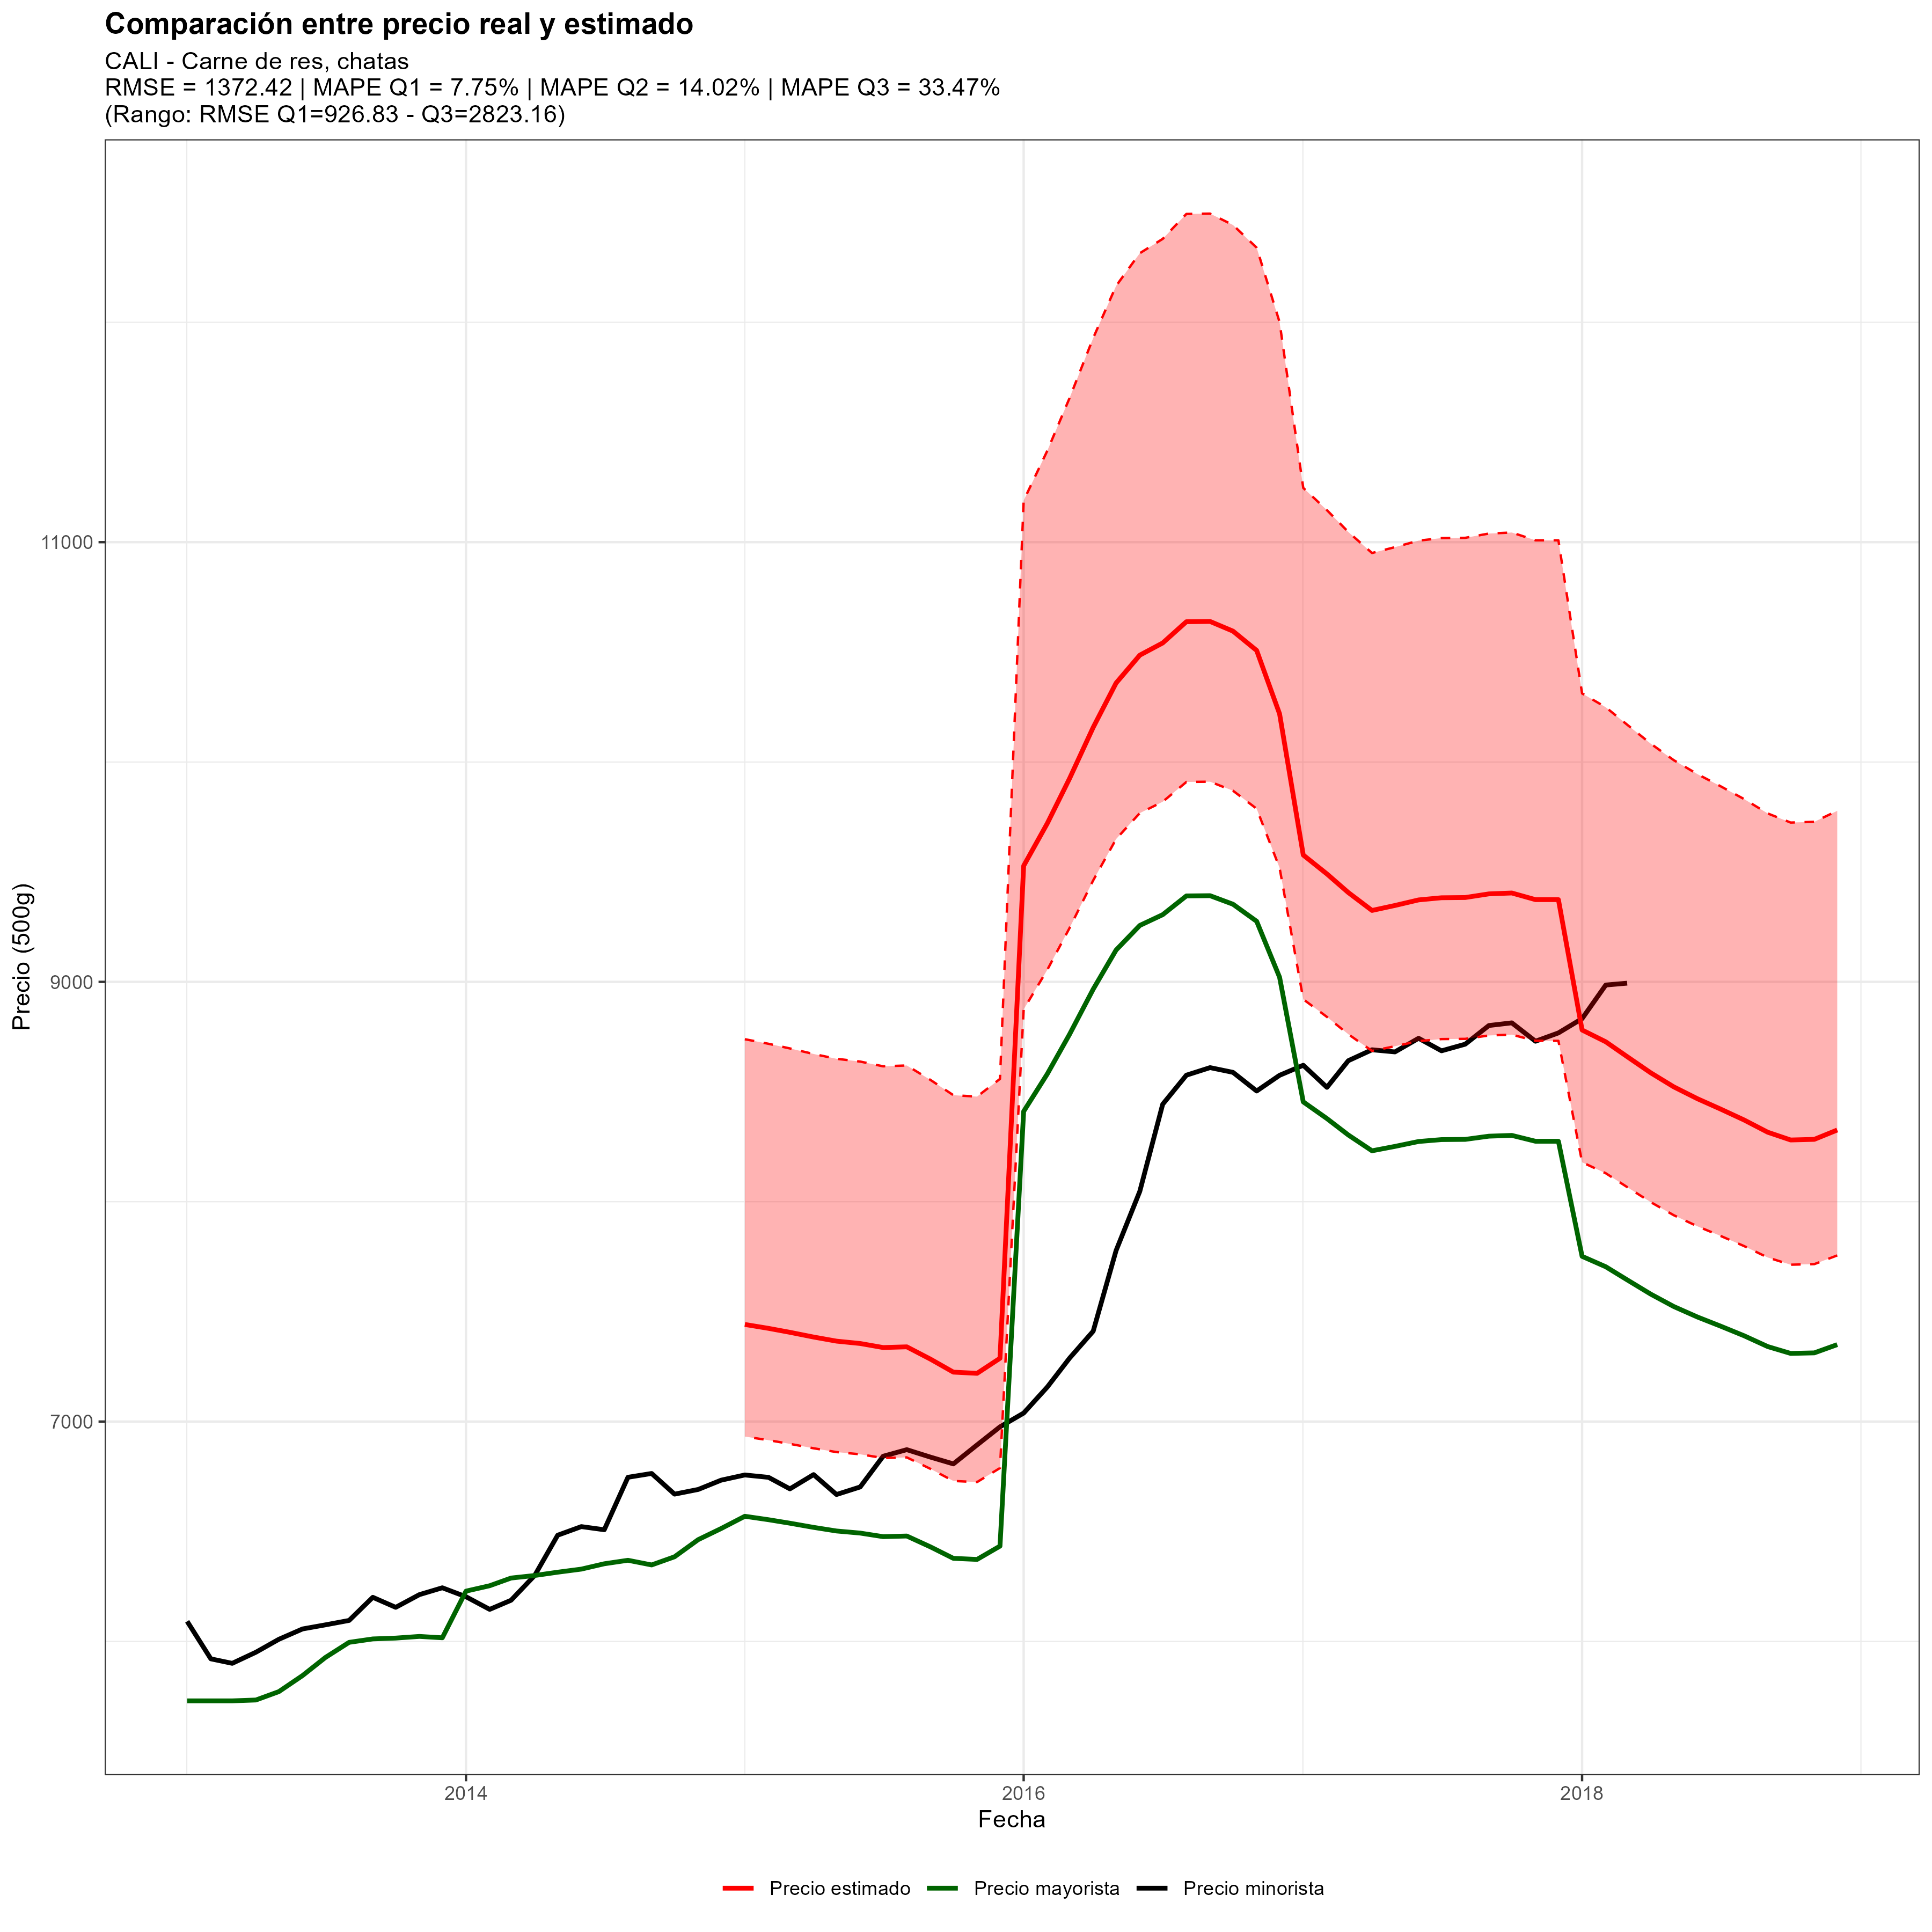 Comparación entre precio real y estimado
CALI - Carne de res, chatas
RMSE = 1372.42 | MAPE Q1 = 7.75% | MAPE Q2 = 14.02% | MAPE Q3 = 33.47%
(Rango: RMSE Q1=926.83 - Q3=2823.16)
Precio (500g)
11000
9000
7000
2014
2016
2018
Fecha
Precio estimado
Precio mayorista
Precio minorista